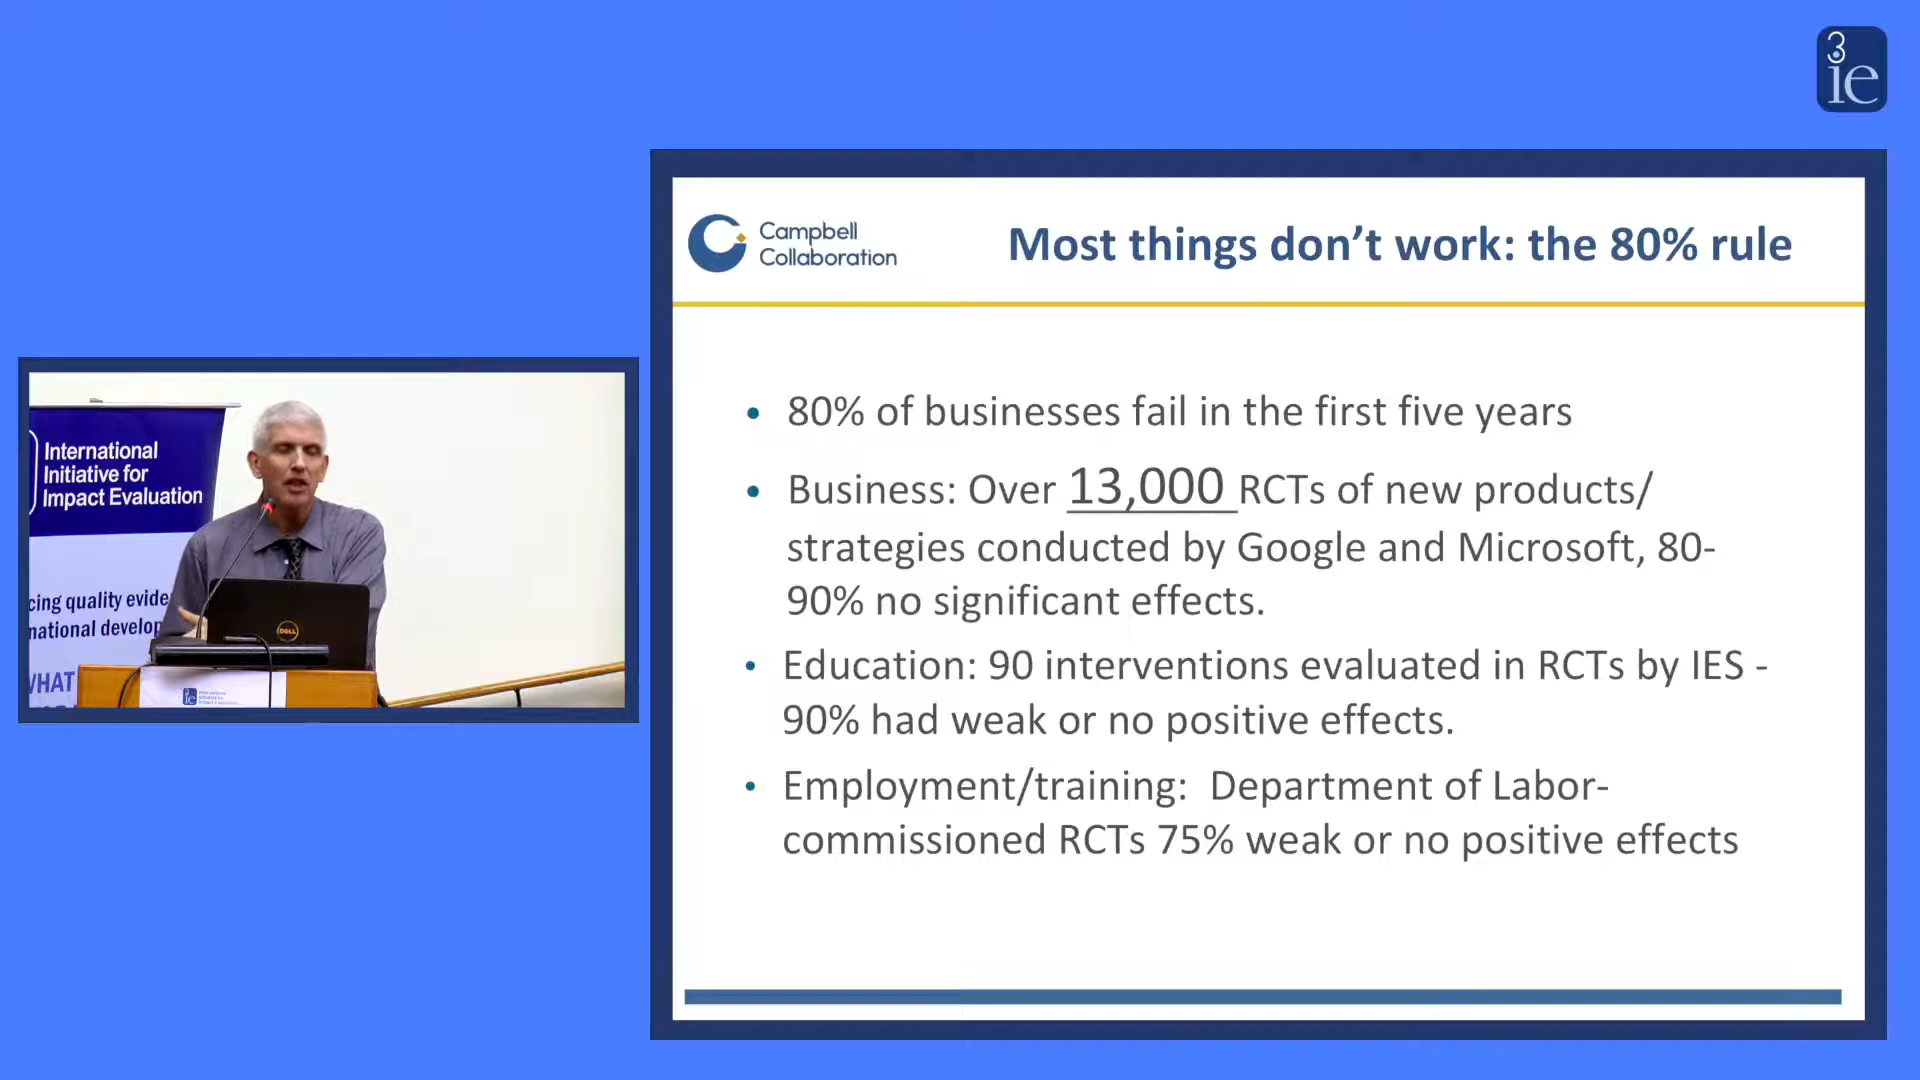 3
ie
Campbell
Collaboration
Most things don’t work: the 80% rule
• 80% of businesses fail in the first five years
• Business: Over 13,000 RCTs of new products/
strategies conducted by Google and Microsoft, 80-
90% no significant effects.
• Education: 90 interventions evaluated in RCTs by IES -
90% had weak or no positive effects.
• Employment/training: Department of Labor-
commissioned RCTs 75% weak or no positive effects
International
Initiative for
Impact Evaluation
cing quality evide
national develop
WHAT
DELL